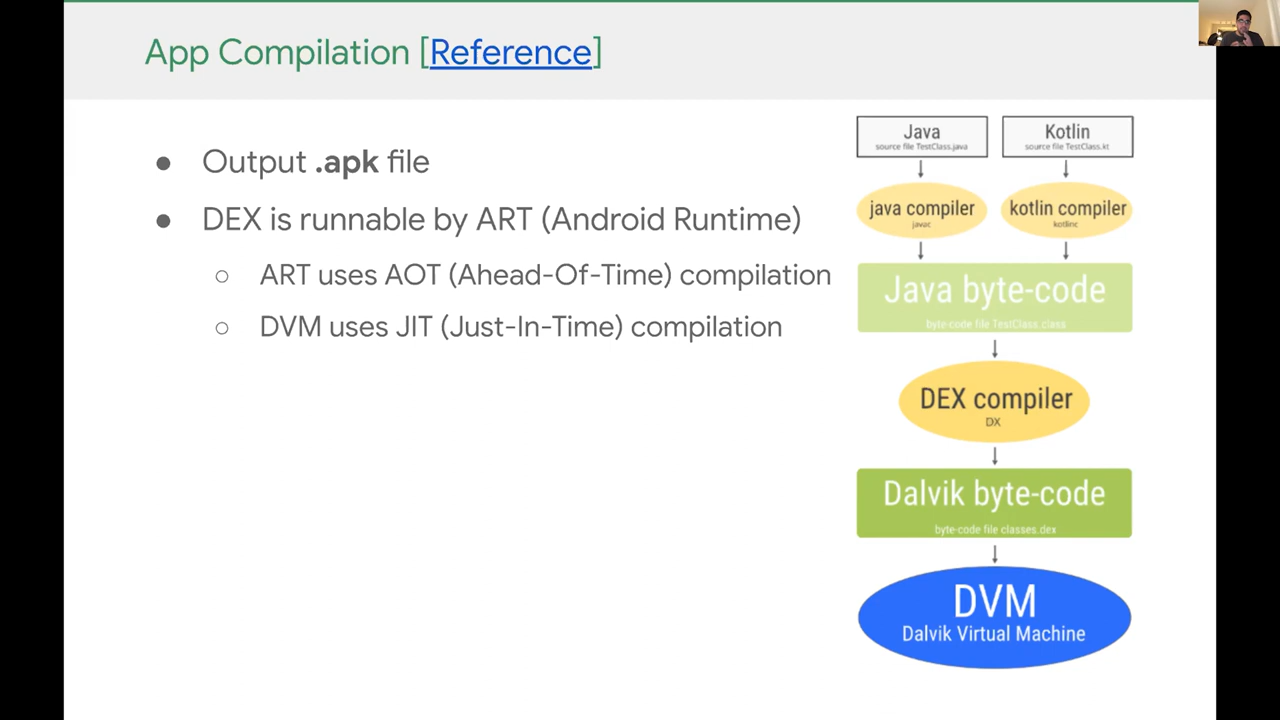 App Compilation [Reference]
● Output .apk file
● DEX is runnable by ART (Android Runtime)
○ ART uses AOT (Ahead-Of-Time) compilation
○ DVM uses JIT (Just-In-Time) compilation
Java
source file TestClass.java
Kotlin
source file TestClass.kt
java compiler
javac
kotlin compiler
kotlinc
Java byte-code
byte-code file TestClass.class
DEX compiler
DX
Dalvik byte-code
byte-code file classes.dex
DVM
Dalvik Virtual Machine